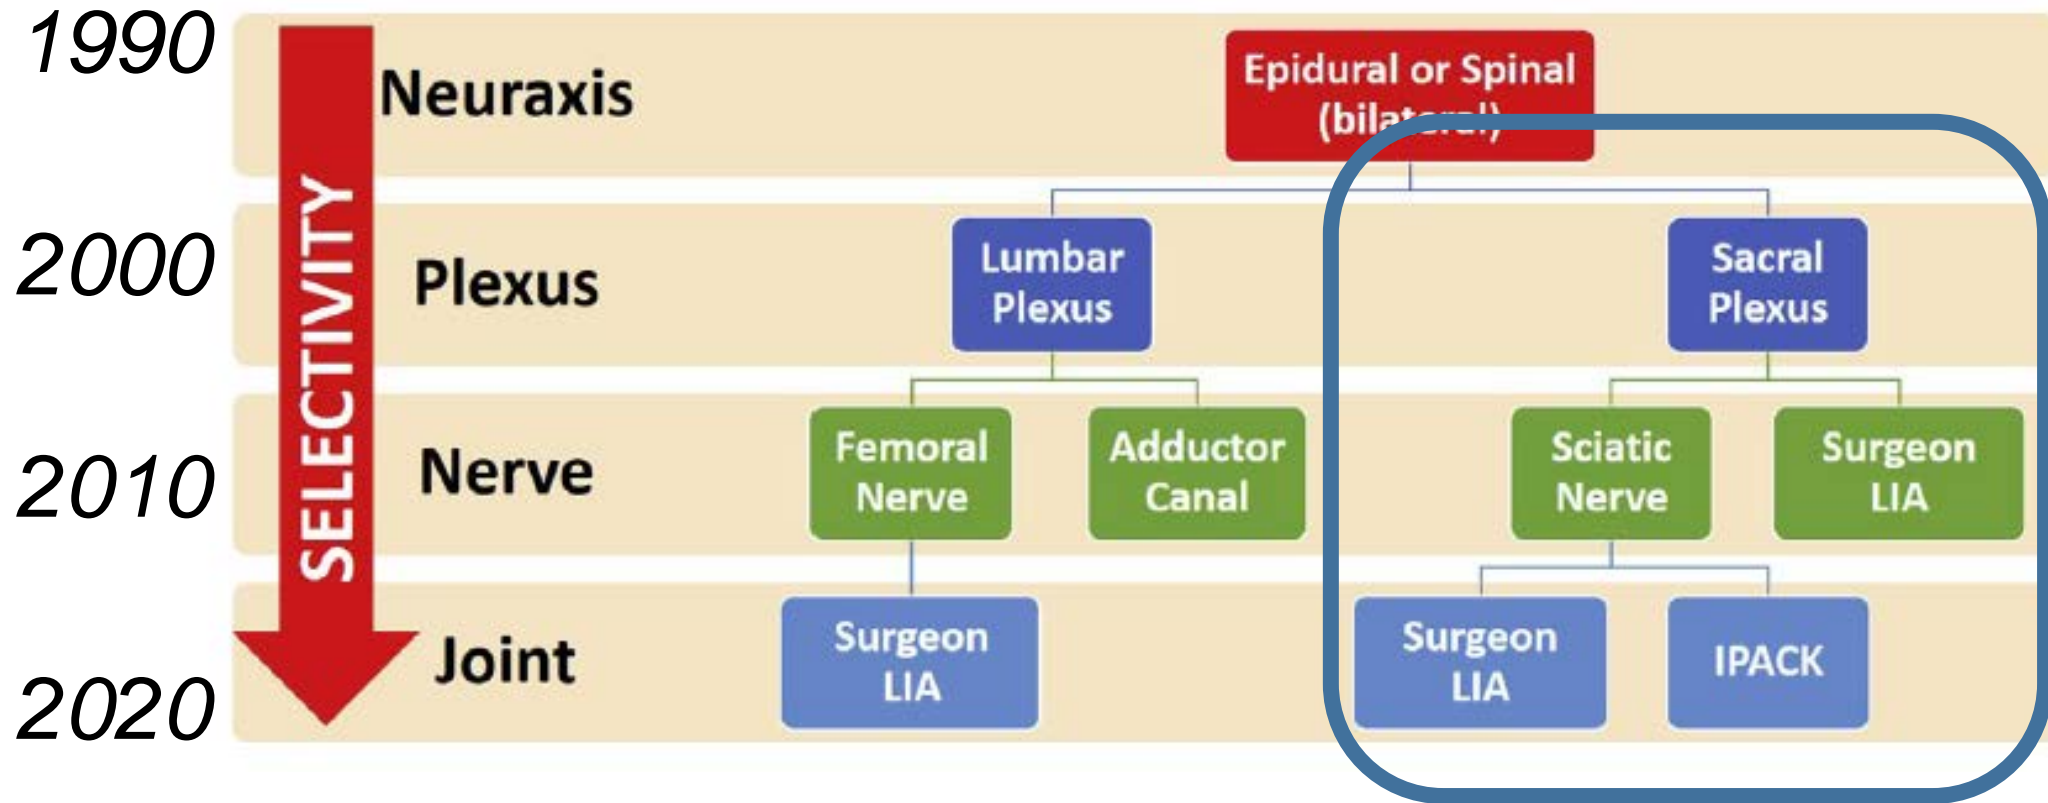 1990
Neuraxis
Epidural or Spinal
(bilateral)
2000
Plexus
Lumbar
Plexus
Sacral
Plexus
SELECTIVITY
2010
Nerve
Femoral
Nerve
Adductor
Canal
Sciatic
Nerve
Surgeon
LIA
2020
Joint
Surgeon
LIA
Surgeon
LIA
IPACK